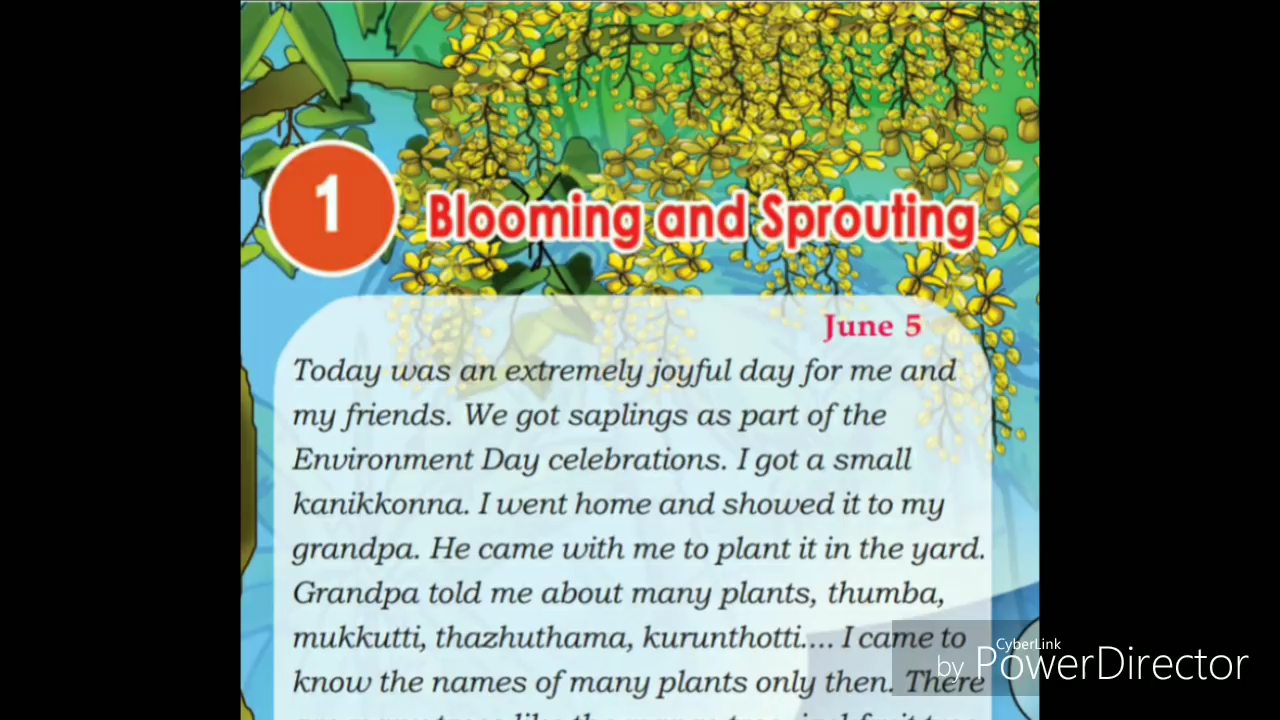 1
Blooming and Sprouting
June 5
Today was an extremely joyful day for me and
my friends. We got saplings as part of the
Environment Day celebrations. I got a small
kanikkonna. I went home and showed it to my
grandpa. He came with me to plant it in the yard.
Grandpa told me about many plants, thumba,
mukkutti, thazhuthama, kurunthotti.... I came to
know the names of many plants only then. There
CyberLink
by PowerDirector